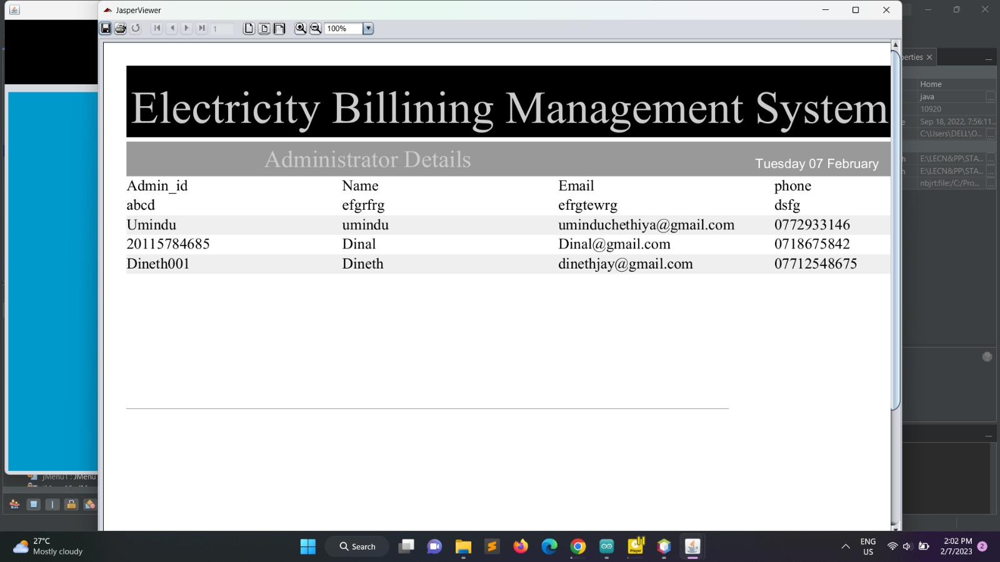 JasperViewer
1
100%
Electricity Billining Management System
Administrator Details
Tuesday 07 February
Admin_id Name Email phone
abcd efgrfrg efrgtewrg dsfg
Umindu umindu uminduchethiya@gmail.com 0772933146
20115784685 Dinal Dinal@gmail.com 0718675842
Dineth001 Dineth dinethjay@gmail.com 07712548675
perties
Home
java
10920
e Sep 18, 2022, 7:56:11...
C:\Users\DELL\O...
h E:\LECN&PP\STA...
n E:\LECN&PP\STA...
nbjrt:file:/C:/Pro...
jMenu1 : JMenu
27°C
Mostly cloudy
Search
Player
ENG
US
2:02 PM
2/7/2023
2